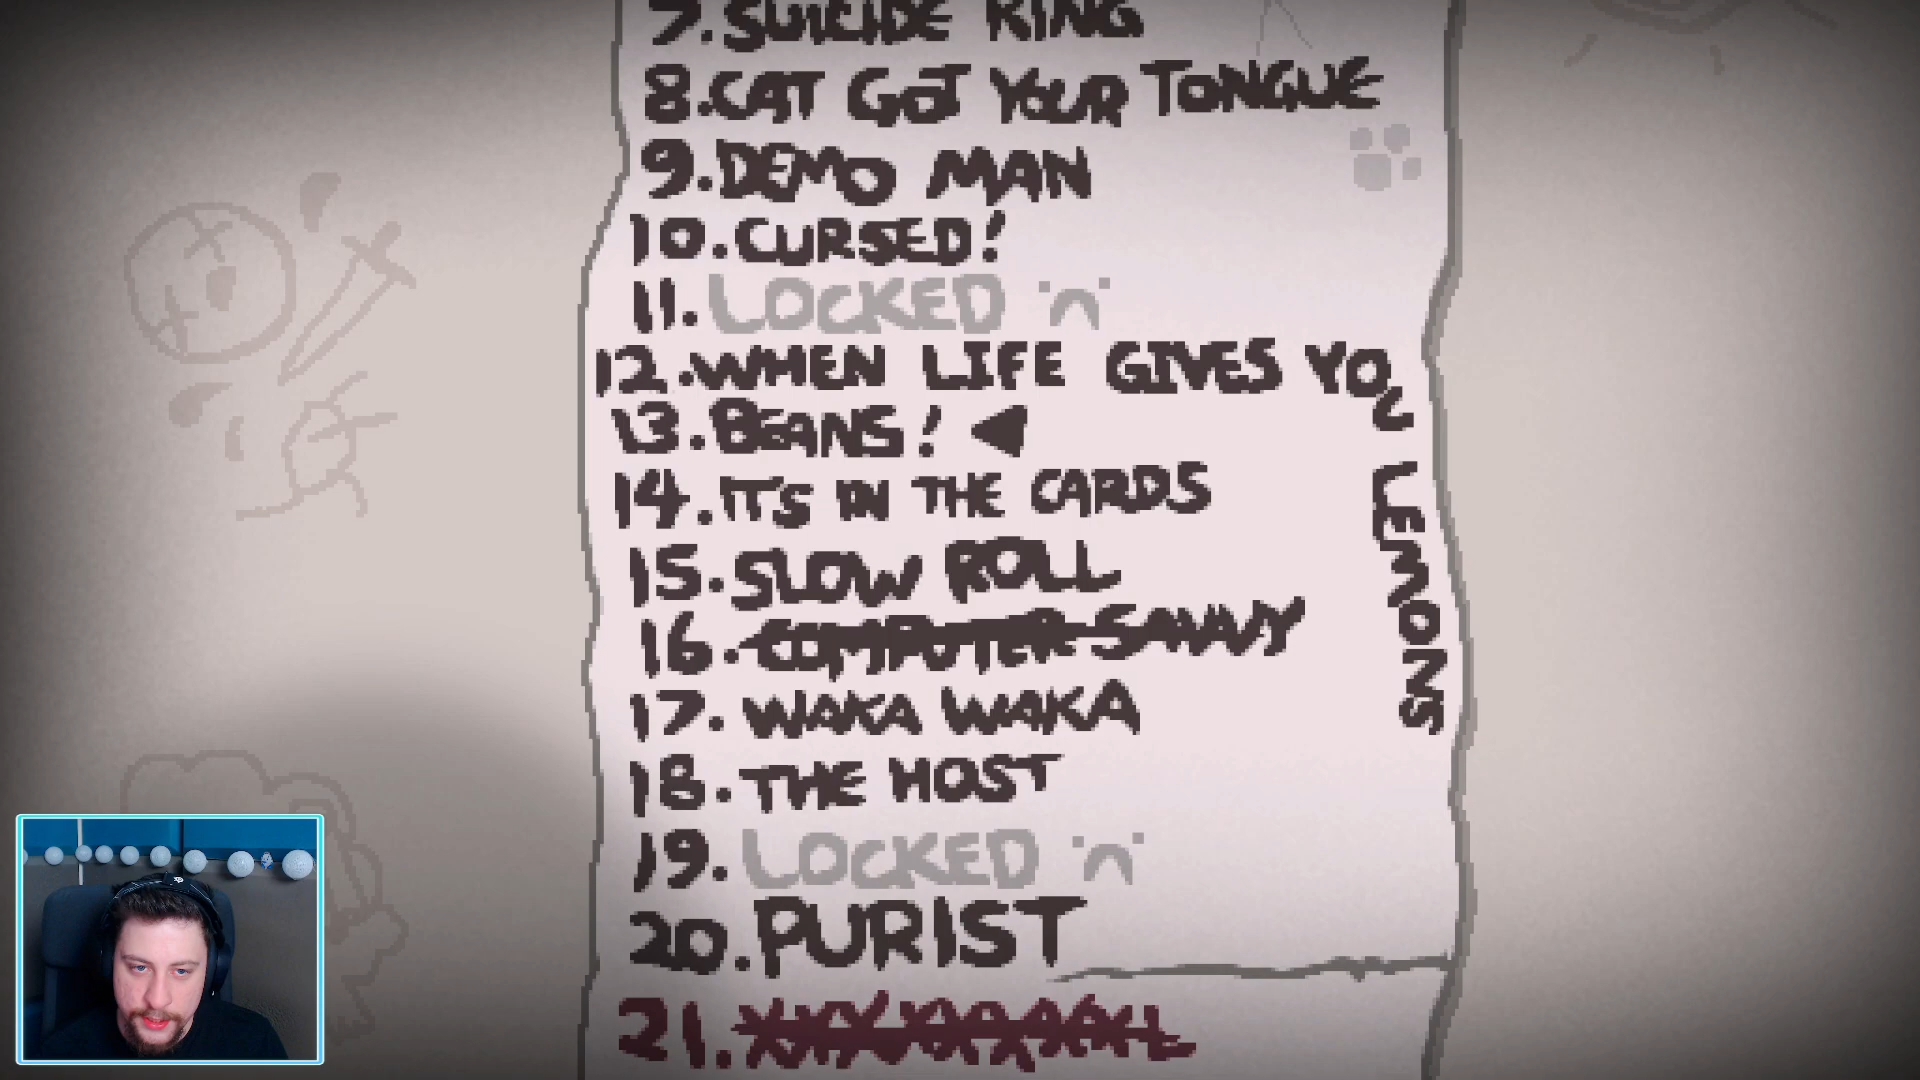 7. SUICIDE KING
8. CAT GOT YOUR TONGUE
9. DEMO MAN
10. CURSED!
11. LOCKED
12. WHEN LIFE GIVES YOU LEMONS
13. BEANS!
14. IT'S IN THE CARDS
15. SLOW ROLL
16. COMPUTER SAVVY
17. WAKA WAKA
18. THE HOST
19. LOCKED
20. PURIST
21.